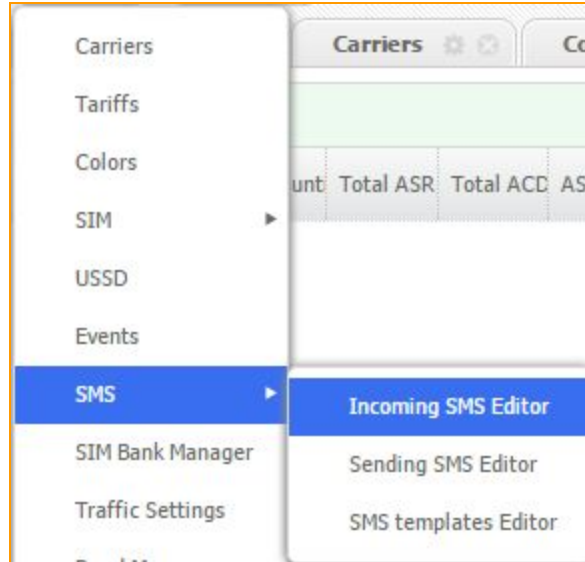 Carriers
Tariffs
Colors
SIM
USSD
Events
SMS
SIM Bank Manager
Traffic Settings
Carriers
Total ASR Total ACD
Incoming SMS Editor
Sending SMS Editor
SMS templates Editor